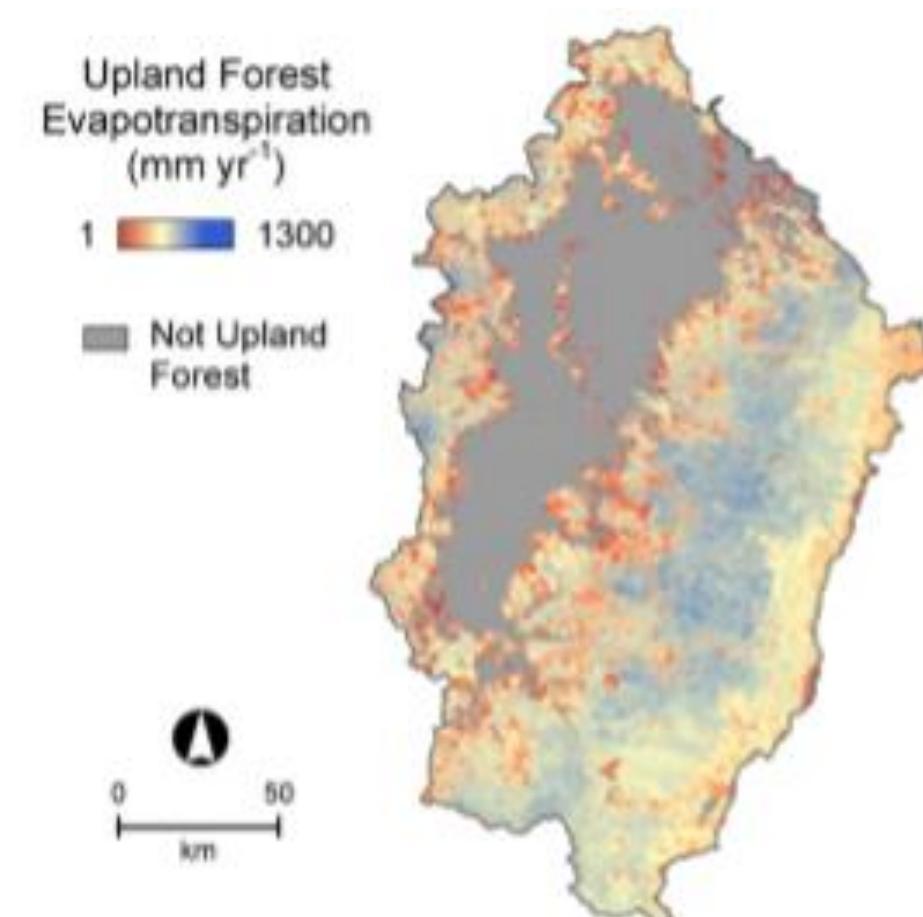 Upland Forest
Evapotranspiration
(mm yr⁻¹)
1 1300
Not Upland
Forest
0 50
km